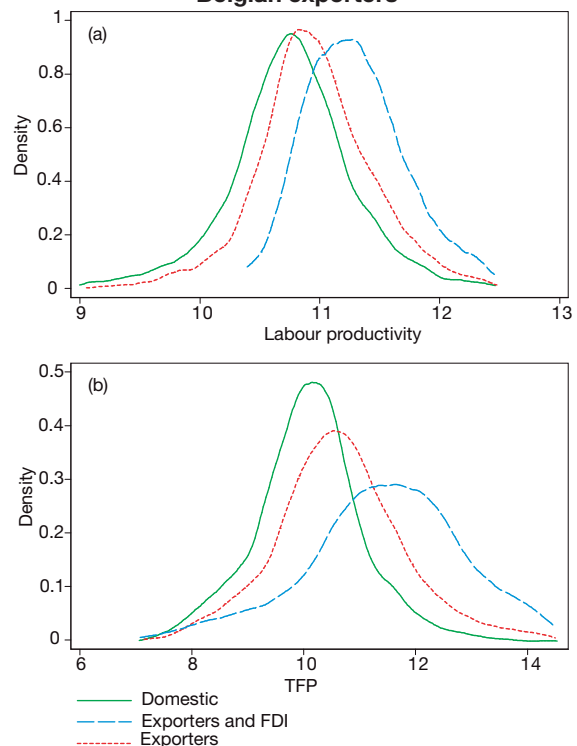 Belgian exporters
(a)
1
0.8
0.6
0.4
0.2
0
Density
9 10 11 12 13
Labour productivity
(b)
0.5
0.4
0.3
0.2
0.1
0
Density
6 8 10 12 14
TFP
Domestic
Exporters and FDI
Exporters